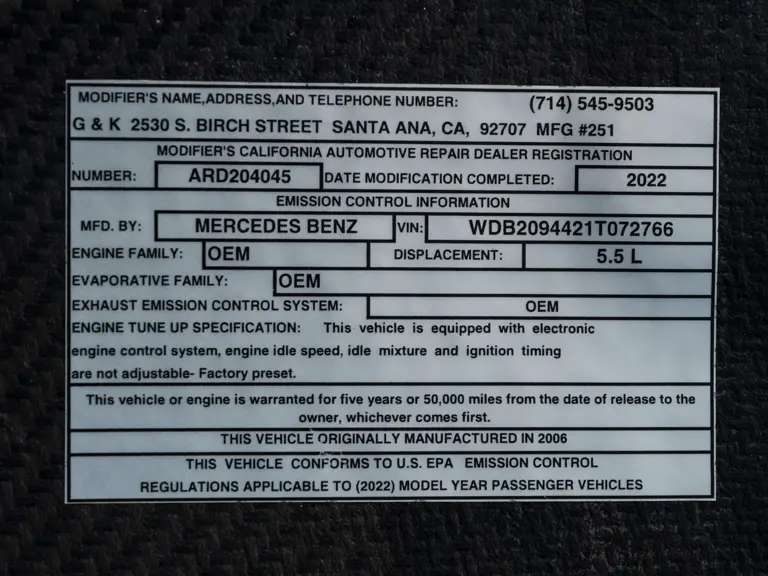 MODIFIER'S NAME,ADDRESS,AND TELEPHONE NUMBER: (714) 545-9503
G & K 2530 S. BIRCH STREET SANTA ANA, CA, 92707 MFG #251
MODIFIER'S CALIFORNIA AUTOMOTIVE REPAIR DEALER REGISTRATION
NUMBER: ARD204045 DATE MODIFICATION COMPLETED: 2022
EMISSION CONTROL INFORMATION
MFD. BY: MERCEDES BENZ VIN: WDB2094421T072766
ENGINE FAMILY: OEM DISPLACEMENT: 5.5 L
EVAPORATIVE FAMILY: OEM
EXHAUST EMISSION CONTROL SYSTEM: OEM
ENGINE TUNE UP SPECIFICATION: This vehicle is equipped with electronic
engine control system, engine idle speed, idle mixture and ignition timing
are not adjustable- Factory preset.
This vehicle or engine is warranted for five years or 50,000 miles from the date of release to the
owner, whichever comes first.
THIS VEHICLE ORIGINALLY MANUFACTURED IN 2006
THIS VEHICLE CONFORMS TO U.S. EPA EMISSION CONTROL
REGULATIONS APPLICABLE TO (2022) MODEL YEAR PASSENGER VEHICLES